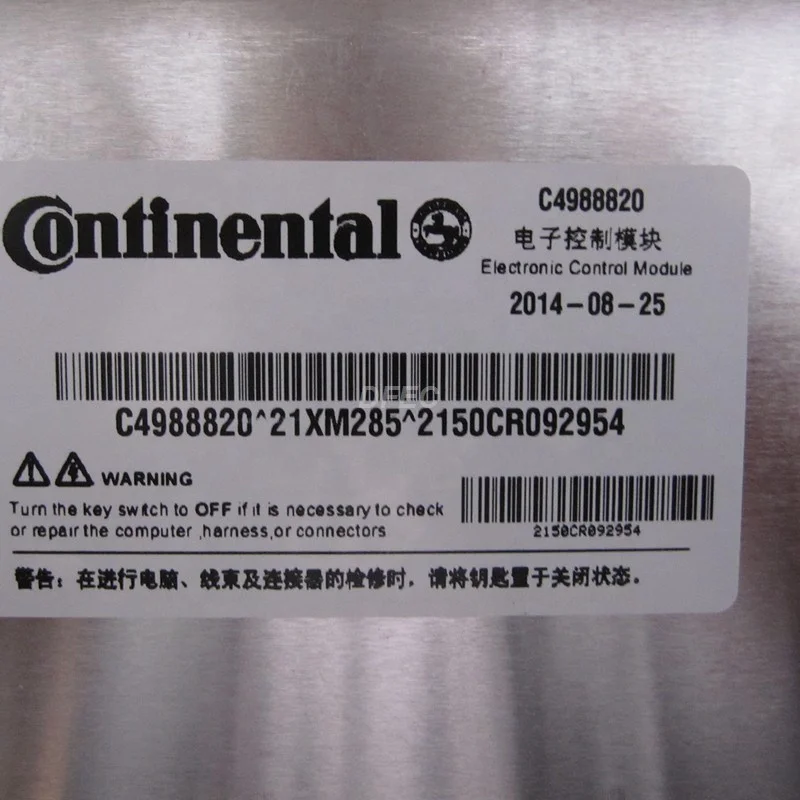 Continental
C4988820
电子控制模块
Electronic Control Module
2014-08-25
DEEC
C4988820^21XM285^2150CR092954
WARNING
Turn the key switch to OFF if it is necessary to check
or repair the computer ,harness,or connectors
2150CR092954
警告：在进行电脑、线束及连接器的检修时，请将钥匙置于关闭状态。